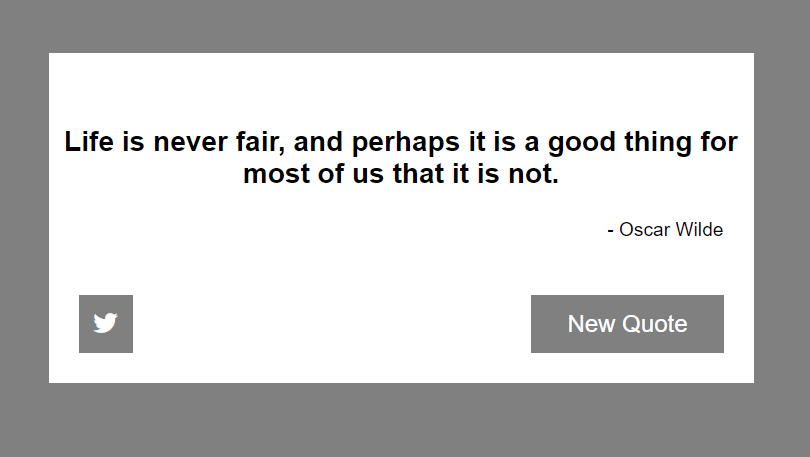 Life is never fair, and perhaps it is a good thing for
most of us that it is not.
- Oscar Wilde
New Quote